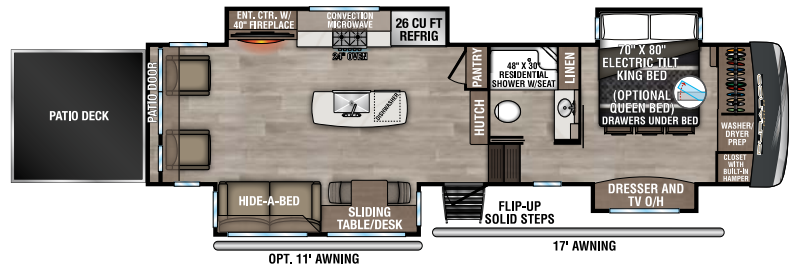 ENT. CTR. W/
40" FIREPLACE
CONVECTION
MICROWAVE
26 CU FT
REFRIG
24" OVEN
PATIO DECK
PATIO DOOR
DISHWASHER
PANTRY
HUTCH
48" X 30"
RESIDENTIAL
SHOWER W/SEAT
LINEN
70" X 80"
ELECTRIC TILT
KING BED
(OPTIONAL
QUEEN BED)
DRAWERS UNDER BED
WASHER/
DRYER
PREP
CLOSET
WITH
BUILT-IN
HAMPER
HIDE-A-BED
SLIDING
TABLE/DESK
FLIP-UP
SOLID STEPS
DRESSER AND
TV O/H
OPT. 11' AWNING
17' AWNING